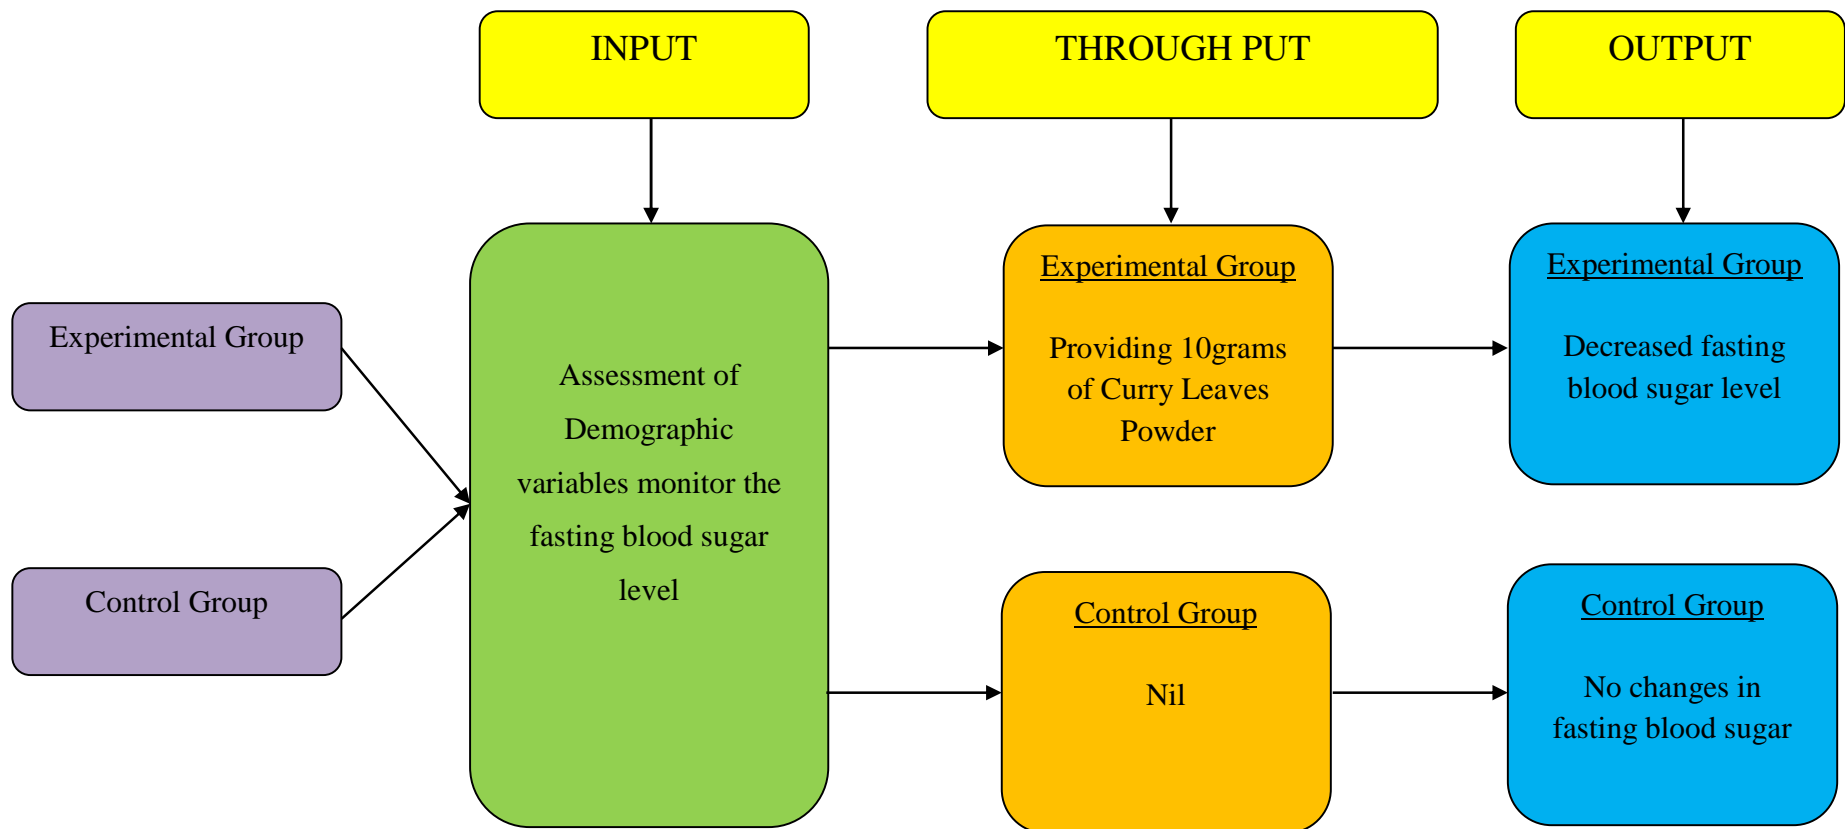 INPUT
THROUGH PUT
OUTPUT
Experimental Group
Control Group
Assessment of
Demographic
variables monitor the
fasting blood sugar
level
Experimental Group
Providing 10grams
of Curry Leaves
Powder
Control Group
Nil
Experimental Group
Decreased fasting
blood sugar level
Control Group
No changes in
fasting blood sugar